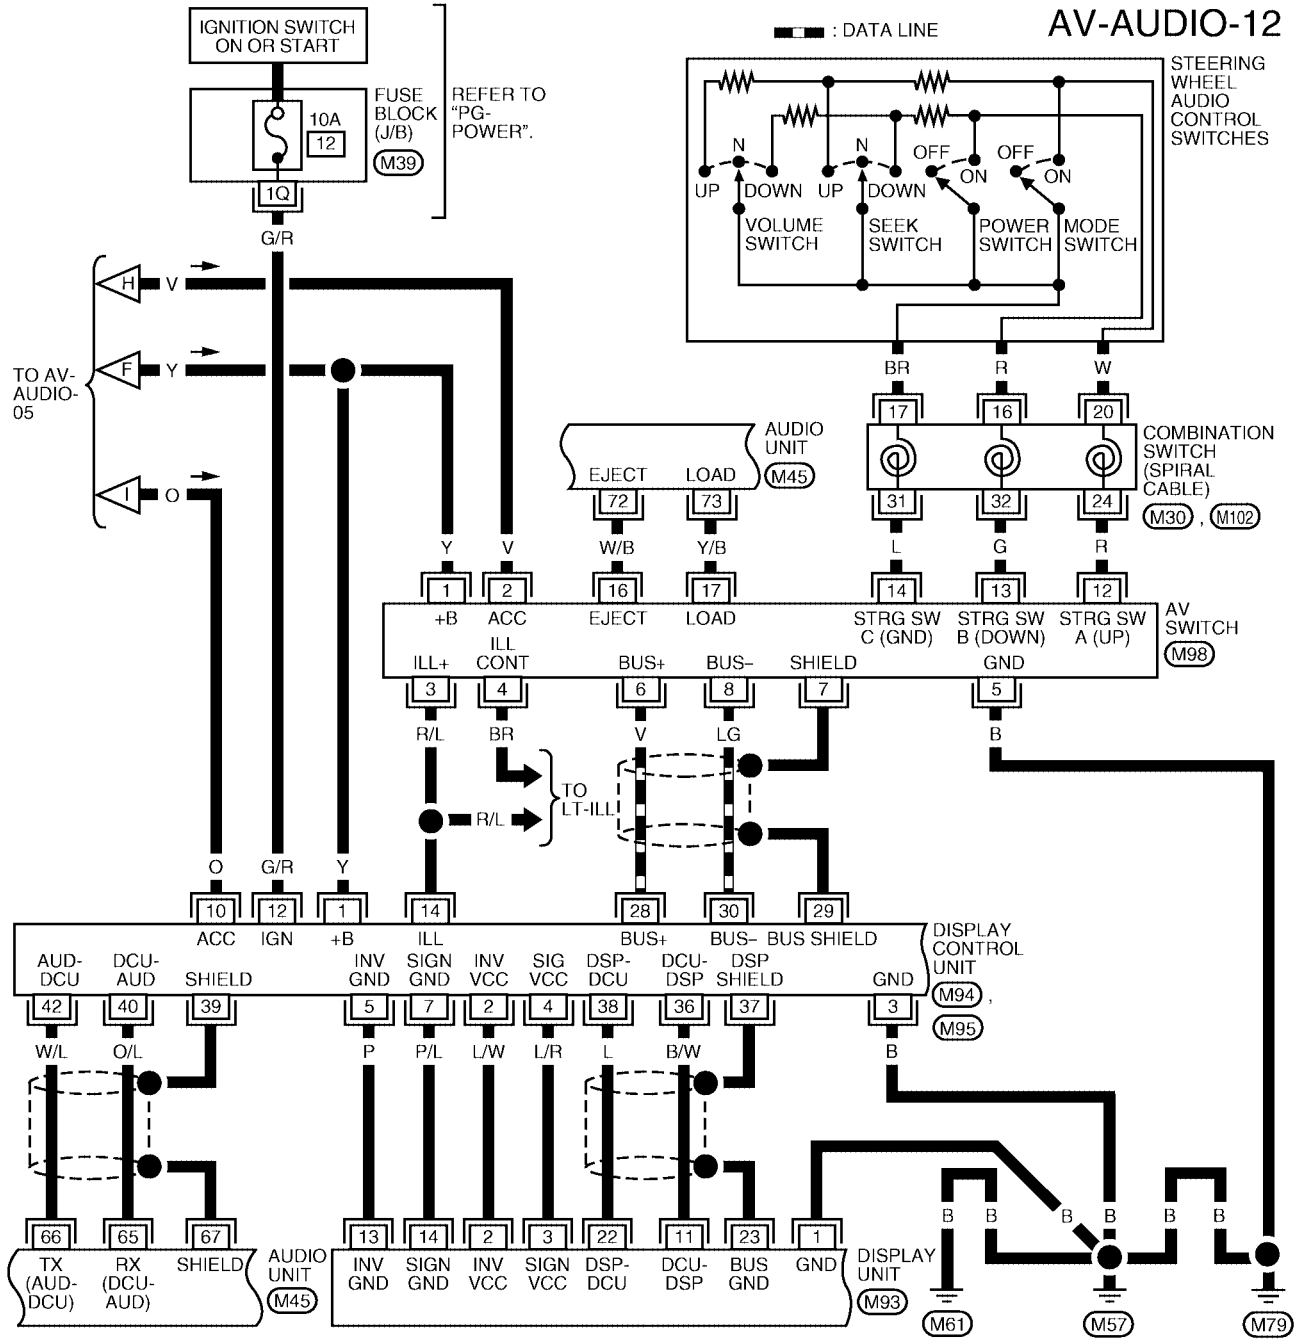 AV-AUDIO-12
: DATA LINE
IGNITION SWITCH
ON OR START
FUSE
BLOCK
(J/B)
M39
10A
12
1Q
REFER TO
“PG-
POWER”.
G/R
STEERING
WHEEL
AUDIO
CONTROL
SWITCHES
N
N
OFF
OFF
ON
ON
UP
DOWN
UP
DOWN
VOLUME
SWITCH
SEEK
SWITCH
POWER
SWITCH
MODE
SWITCH
H
V
F
Y
I
O
TO AV-
AUDIO-
05
BR
R
W
17
16
20
COMBINATION
SWITCH
(SPIRAL
CABLE)
M30 , M102
31
32
24
L
G
R
AUDIO
UNIT
M45
EJECT
LOAD
72
73
Y
V
W/B
Y/B
1
2
16
17
14
13
12
+B
ACC
EJECT
LOAD
STRG SW
C (GND)
STRG SW
B (DOWN)
STRG SW
A (UP)
AV
SWITCH
M98
ILL+
ILL
CONT
BUS+
BUS–
SHIELD
GND
3
4
6
8
7
5
R/L
BR
V
LG
B
R/L
TO
LT-ILL
O
G/R
Y
10
12
1
14
28
30
29
ACC
IGN
+B
ILL
BUS+
BUS–
BUS SHIELD
DISPLAY
CONTROL
UNIT
M94 ,
M95
AUD-
DCU
DCU-
AUD
SHIELD
INV
GND
SIGN
GND
INV
VCC
SIG
VCC
DSP-
DCU
DCU-
DSP
DSP
SHIELD
GND
42
40
39
5
7
2
4
38
36
37
3
W/L
O/L
P
P/L
L/W
L/R
L
B/W
B
B
B
B
B
B
B
66
65
67
13
14
2
3
22
11
23
1
TX
(AUD-
DCU)
RX
(DCU-
AUD)
SHIELD
AUDIO
UNIT
M45
INV
GND
SIGN
GND
INV
VCC
SIGN
VCC
DSP-
DCU
DCU-
DSP
BUS
GND
GND
DISPLAY
UNIT
M93
M61
M57
M79